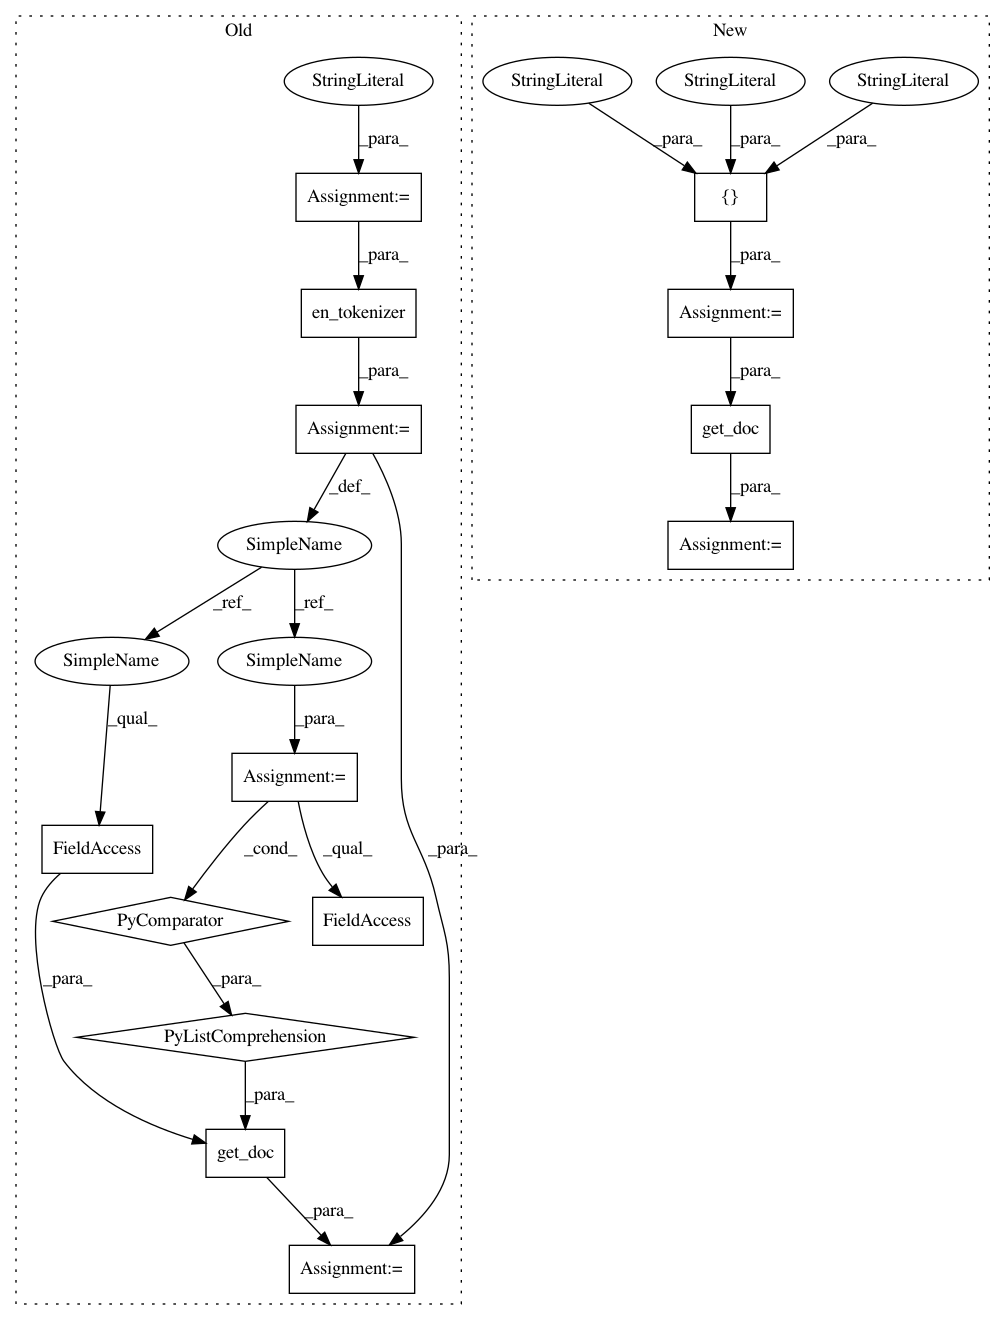 Old
New
StringLiteral
StringLiteral
StringLiteral
StringLiteral
_para_
_para_
_para_
_para_
Assignment:=
{}
_para_
_para_
en_tokenizer
Assignment:=
_para_
_para_
Assignment:=
get_doc
_def_
_para_
SimpleName
Assignment:=
_ref_
_ref_
SimpleName
SimpleName
_qual_
_para_
Assignment:=
FieldAccess
_cond_
_qual_
_para_
PyComparator
FieldAccess
_para_
_para_
PyListComprehension
_para_
get_doc
_para_
Assignment:=